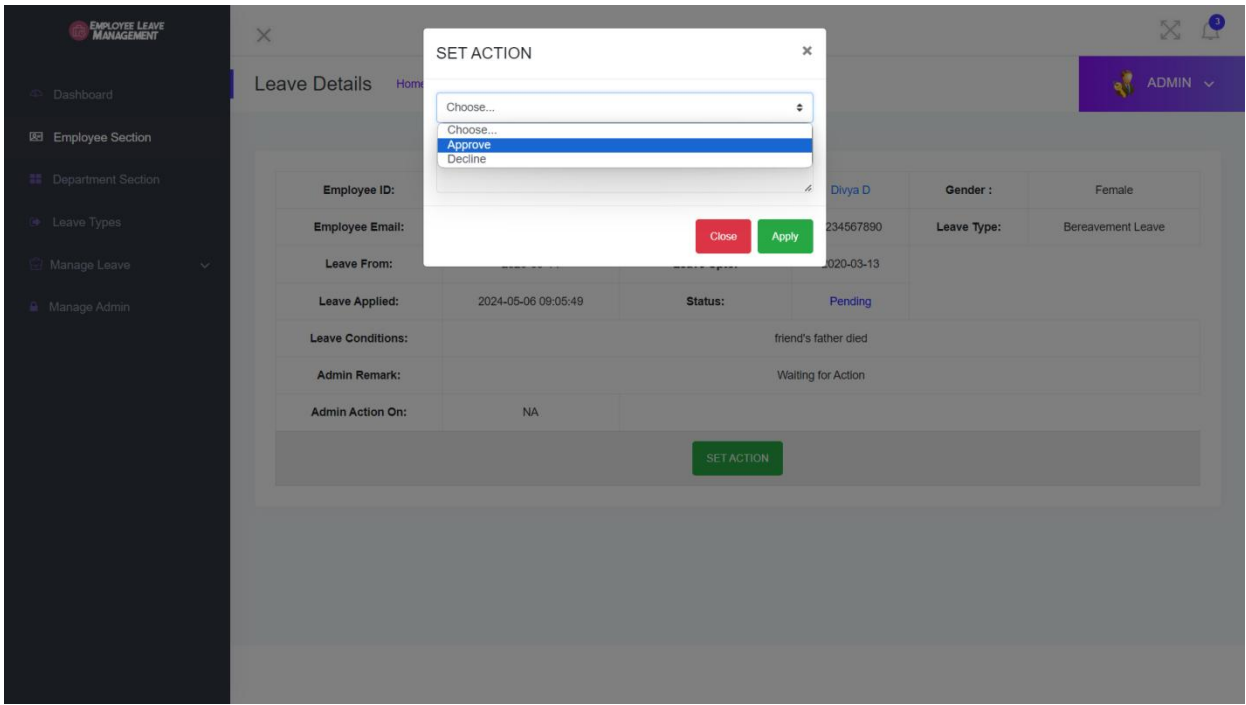 EMPLOYEE LEAVE
MANAGEMENT
3
SET ACTION
×
Leave Details Home
ADMIN
Dashboard
Employee Section
Department Section
Leave Types
Manage Leave
Manage Admin
Choose...
Choose...
Approve
Decline
Employee ID: Divya D Gender : Female
Employee Email: 234567890 Leave Type: Bereavement Leave
Close Apply
Leave From: 2020-03-13
Leave Applied: 2024-05-06 09:05:49 Status: Pending
Leave Conditions: friend's father died
Admin Remark: Waiting for Action
Admin Action On: NA
SET ACTION